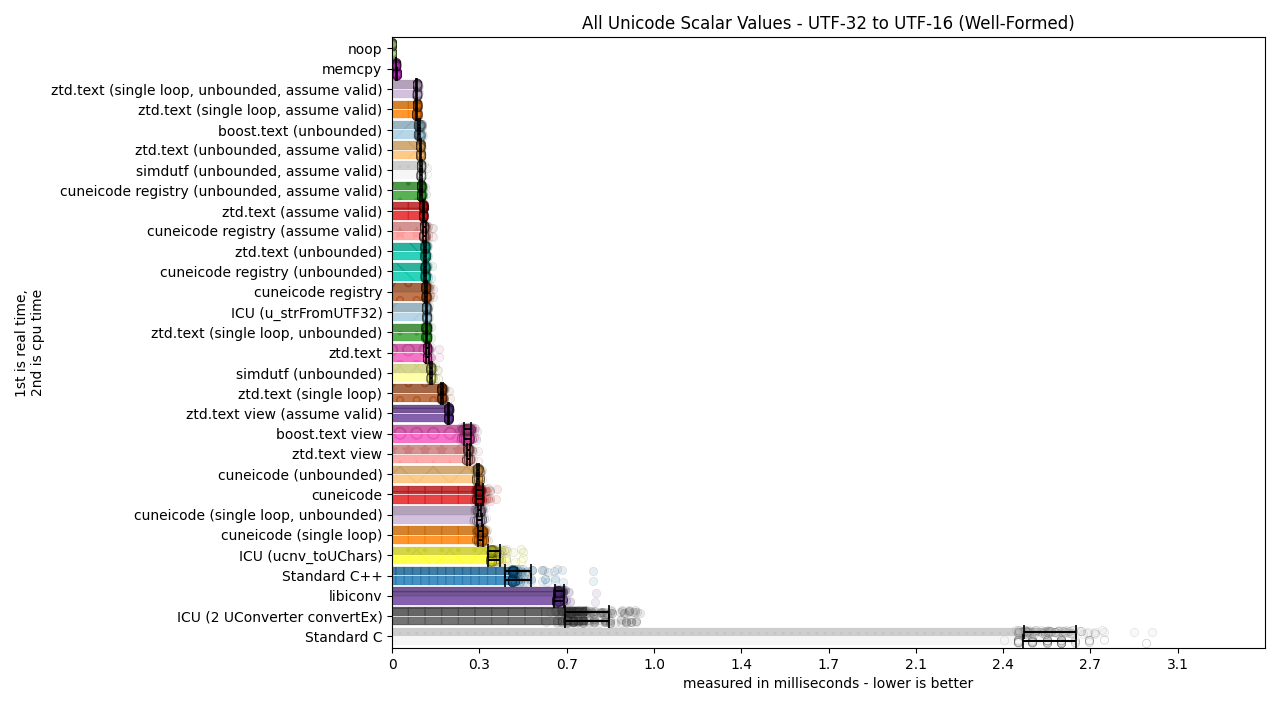 All Unicode Scalar Values - UTF-32 to UTF-16 (Well-Formed)
noop
memcpy
ztd.text (single loop, unbounded, assume valid)
ztd.text (single loop, assume valid)
boost.text (unbounded)
ztd.text (unbounded, assume valid)
simdutf (unbounded, assume valid)
cuneicode registry (unbounded, assume valid)
ztd.text (assume valid)
cuneicode registry (assume valid)
ztd.text (unbounded)
cuneicode registry (unbounded)
cuneicode registry
ICU (u_strFromUTF32)
ztd.text (single loop, unbounded)
ztd.text
simdutf (unbounded)
ztd.text (single loop)
ztd.text view (assume valid)
boost.text view
ztd.text view
cuneicode (unbounded)
cuneicode
cuneicode (single loop, unbounded)
cuneicode (single loop)
ICU (ucnv_toUChars)
Standard C++
libiconv
ICU (2 UConverter convertEx)
Standard C
1st is real time,
2nd is cpu time
0 0.3 0.7 1.0 1.4 1.7 2.1 2.4 2.7 3.1
measured in milliseconds - lower is better